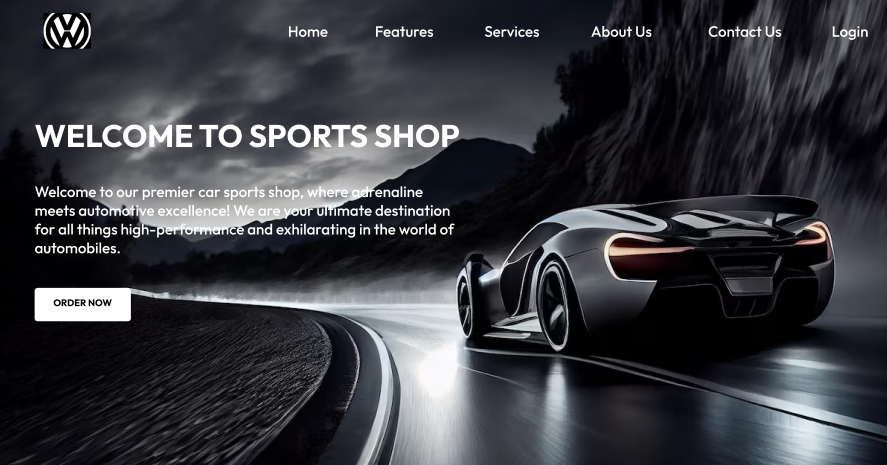 Home Features Services About Us Contact Us Login
WELCOME TO SPORTS SHOP
Welcome to our premier car sports shop, where adrenaline
meets automotive excellence! We are your ultimate destination
for all things high-performance and exhilarating in the world of
automobiles.
ORDER NOW